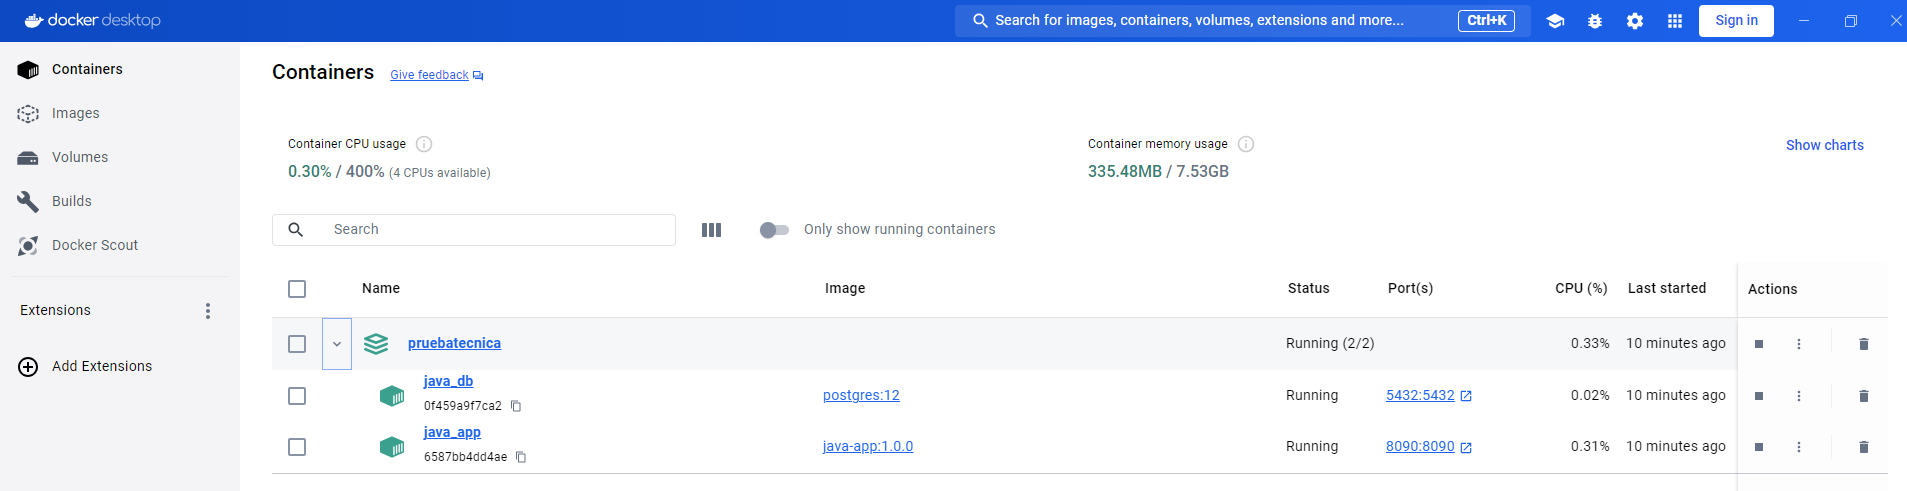 docker desktop
Search for images, containers, volumes, extensions and more... Ctrl+K
Sign in
Containers
Images
Volumes
Builds
Docker Scout
Extensions
Add Extensions
Containers Give feedback
Container CPU usage
0.30% / 400% (4 CPUs available)
Container memory usage
335.48MB / 7.53GB
Show charts
Search
Only show running containers
Name Image Status Port(s) CPU (%) Last started Actions
pruebatecnica Running (2/2) 0.33% 10 minutes ago
java_db
0f459a9f7ca2
postgres:12 Running 5432:5432 0.02% 10 minutes ago
java_app
6587bb4dd4ae
java-app:1.0.0 Running 8090:8090 0.31% 10 minutes ago